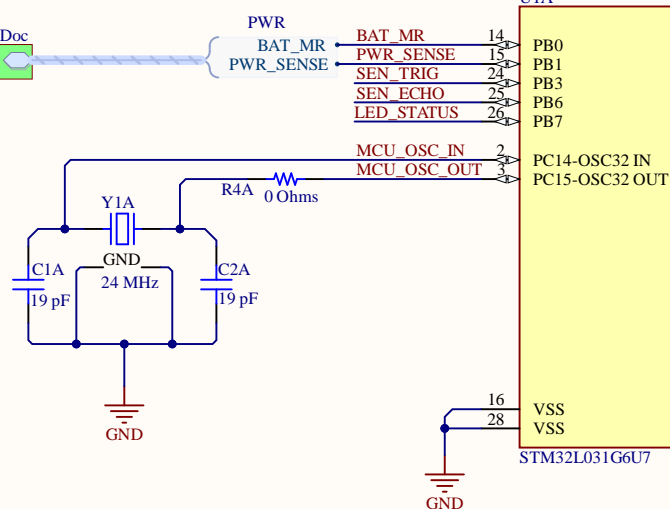 Doc
PWR
BAT_MR
PWR_SENSE
BAT_MR 14 PB0
PWR_SENSE 15 PB1
SEN_TRIG 24 PB3
SEN_ECHO 25 PB6
LED_STATUS 26 PB7
MCU_OSC_IN 2 PC14-OSC32 IN
MCU_OSC_OUT 3 PC15-OSC32 OUT
R4A 0 Ohms
Y1A
GND
24 MHz
C1A
19 pF
C2A
19 pF
GND
16 VSS
28 VSS
STM32L031G6U7
GND